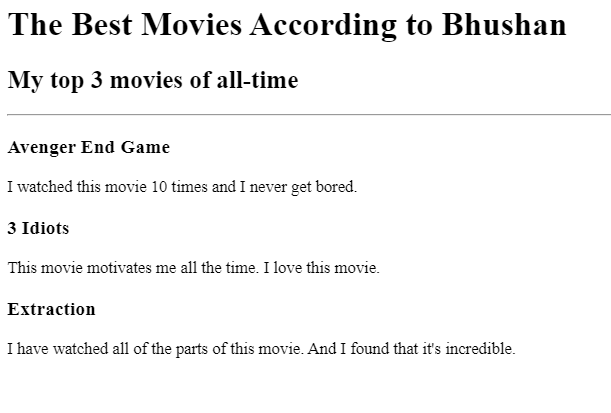 The Best Movies According to Bhushan
My top 3 movies of all-time
Avenger End Game
I watched this movie 10 times and I never get bored.
3 Idiots
This movie motivates me all the time. I love this movie.
Extraction
I have watched all of the parts of this movie. And I found that it's incredible.